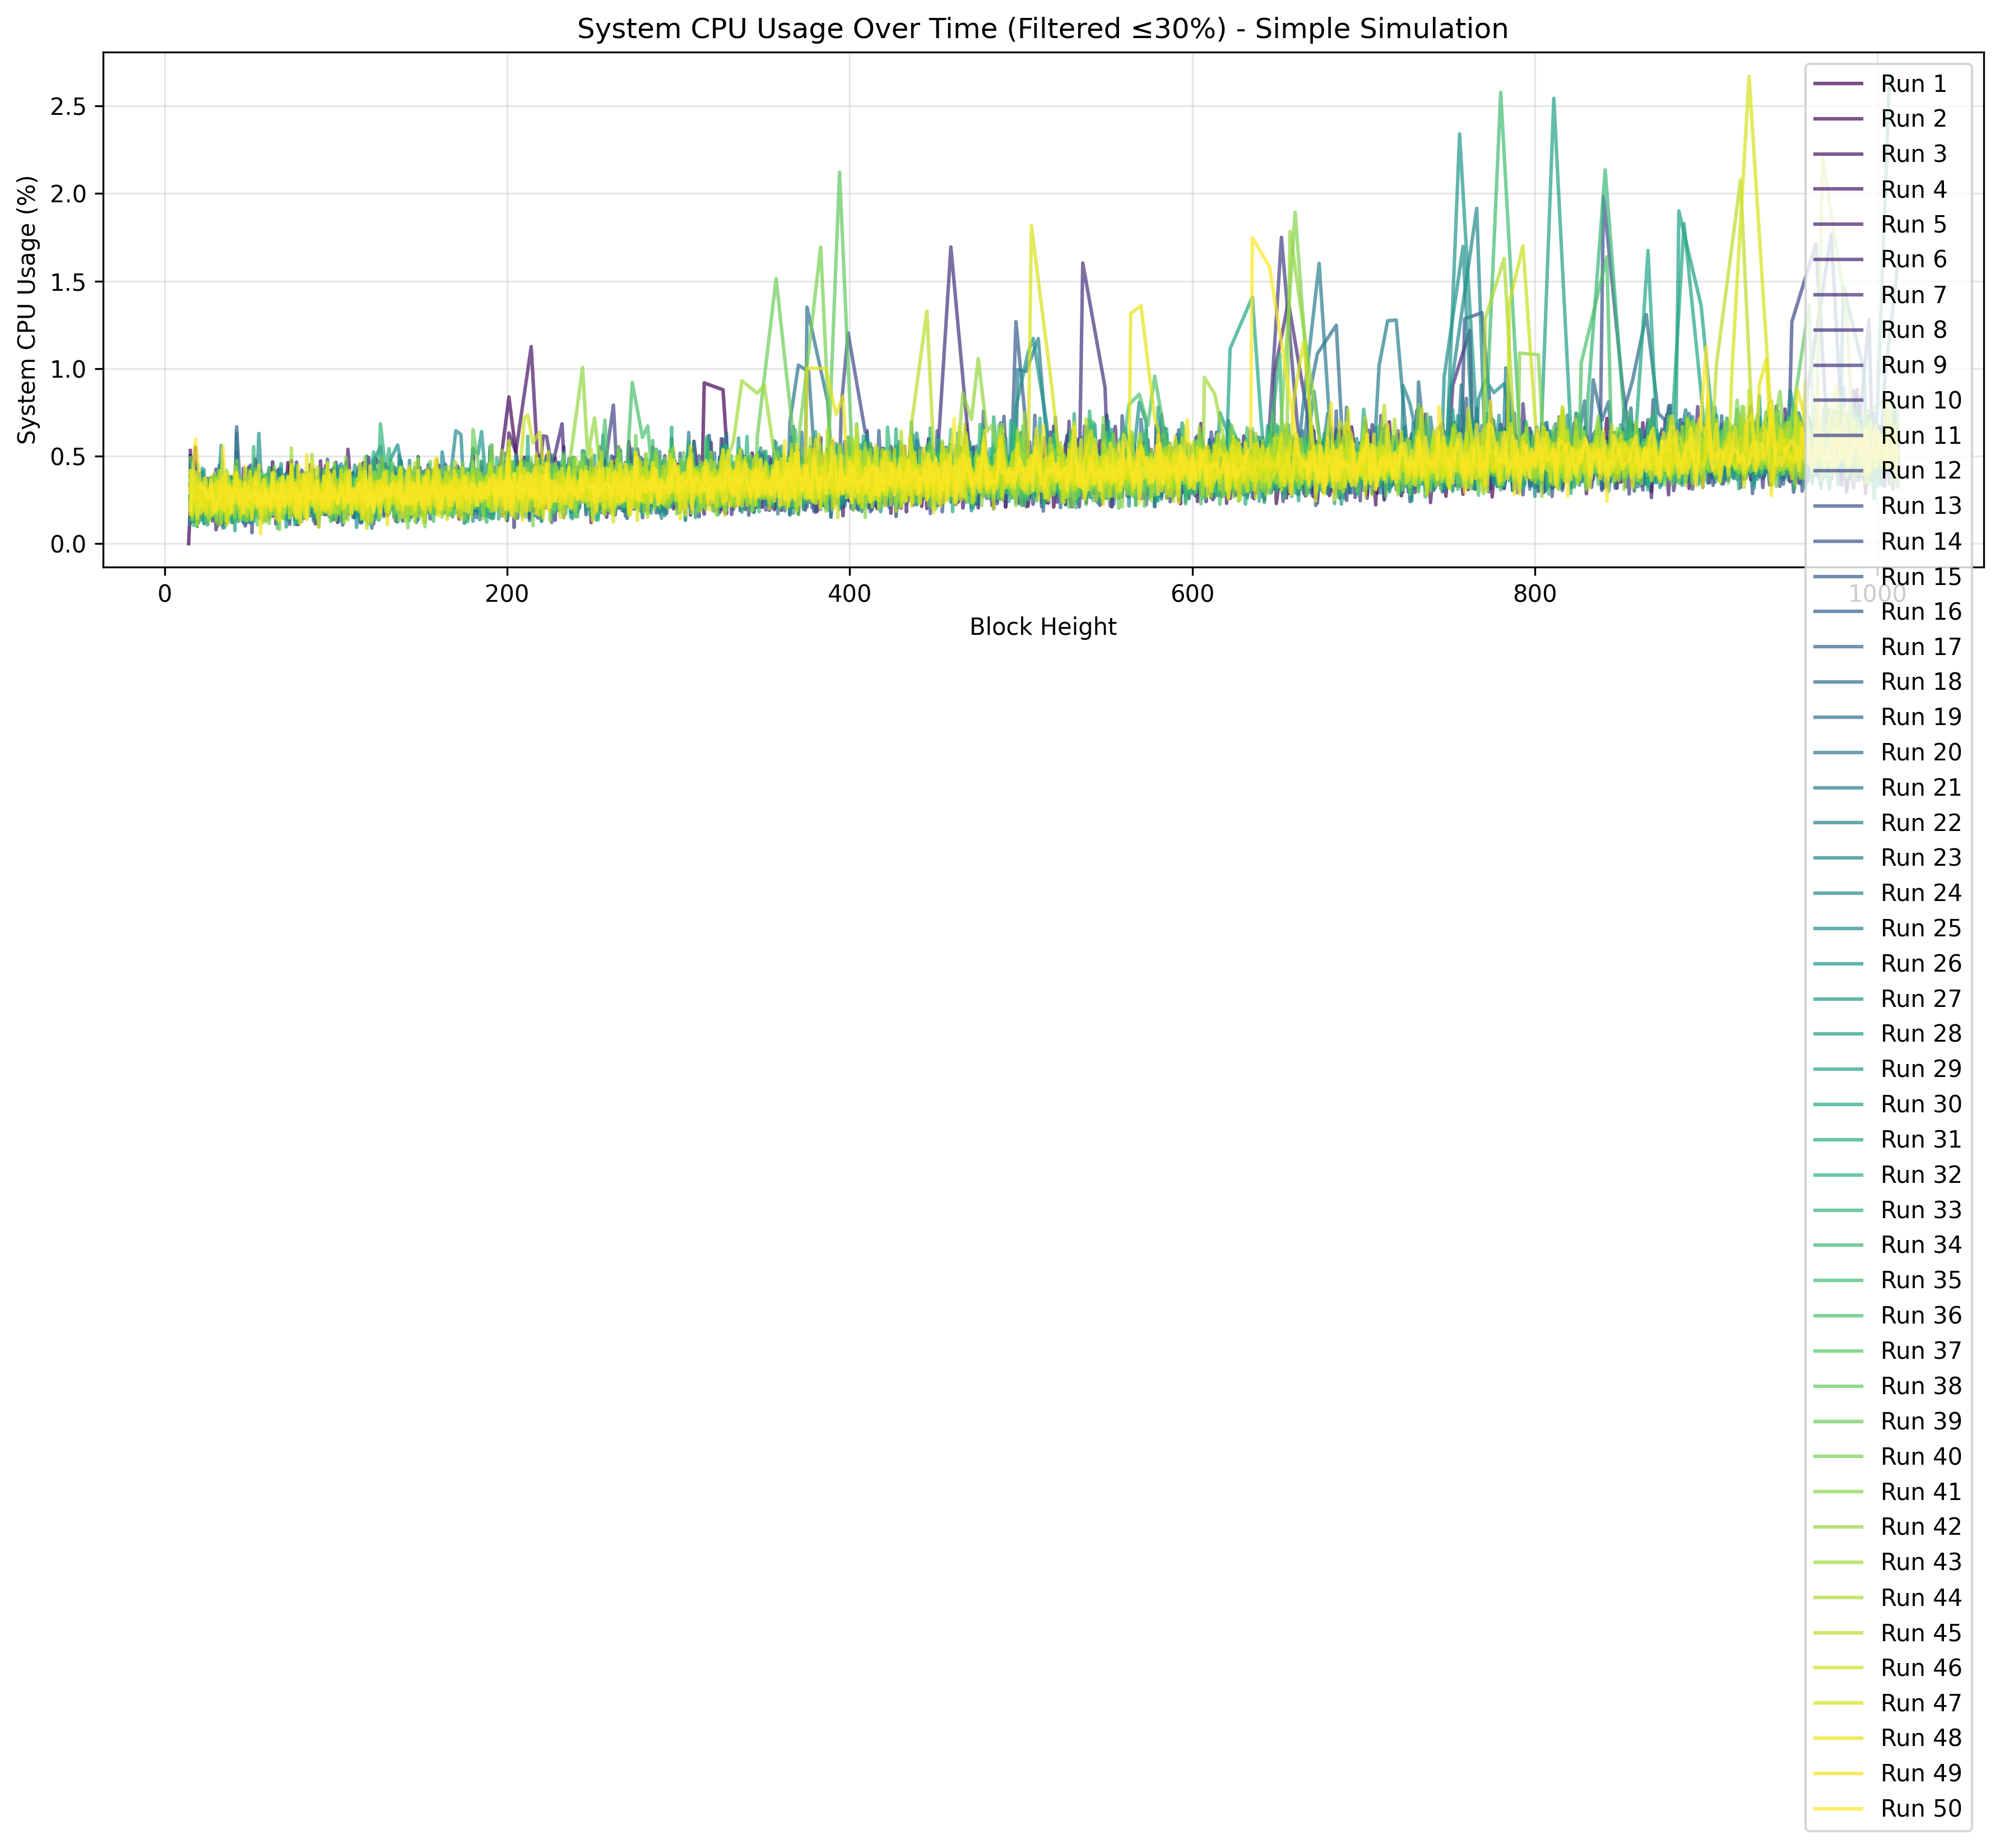 System CPU Usage Over Time (Filtered ≤30%) - Simple Simulation
System CPU Usage (%)
2.5
2.0
1.5
1.0
0.5
0.0
0
200
400
600
800
1000
Block Height
Run 1
Run 2
Run 3
Run 4
Run 5
Run 6
Run 7
Run 8
Run 9
Run 10
Run 11
Run 12
Run 13
Run 14
Run 15
Run 16
Run 17
Run 18
Run 19
Run 20
Run 21
Run 22
Run 23
Run 24
Run 25
Run 26
Run 27
Run 28
Run 29
Run 30
Run 31
Run 32
Run 33
Run 34
Run 35
Run 36
Run 37
Run 38
Run 39
Run 40
Run 41
Run 42
Run 43
Run 44
Run 45
Run 46
Run 47
Run 48
Run 49
Run 50